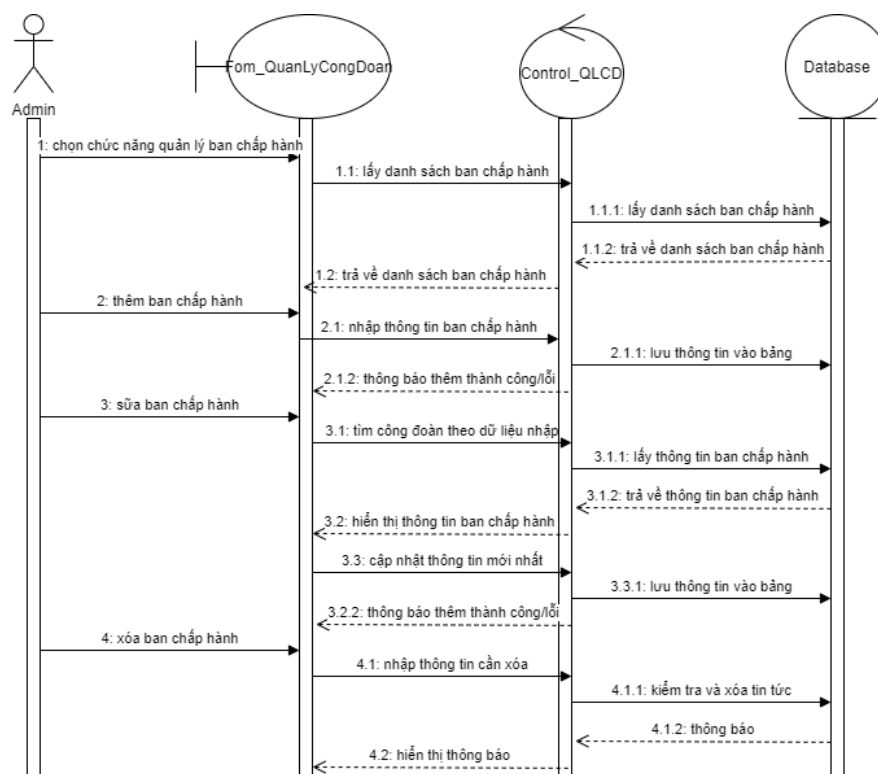 Fom_QuanLyCongDoan
Control_QLCD
Database
Admin
1: chọn chức năng quản lý ban chấp hành
1.1: lấy danh sách ban chấp hành
1.1.1: lấy danh sách ban chấp hành
1.1.2: trả về danh sách ban chấp hành
1.2: trả về danh sách ban chấp hành
2: thêm ban chấp hành
2.1: nhập thông tin ban chấp hành
2.1.1: lưu thông tin vào bảng
2.1.2: thông báo thêm thành công/lỗi
3: sữa ban chấp hành
3.1: tìm công đoàn theo dữ liệu nhập
3.1.1: lấy thông tin ban chấp hành
3.1.2: trả về thông tin ban chấp hành
3.2: hiển thị thông tin ban chấp hành
3.3: cập nhật thông tin mới nhất
3.3.1: lưu thông tin vào bảng
3.2.2: thông báo thêm thành công/lỗi
4: xóa ban chấp hành
4.1: nhập thông tin cần xóa
4.1.1: kiểm tra và xóa tin tức
4.1.2: thông báo
4.2: hiển thị thông báo